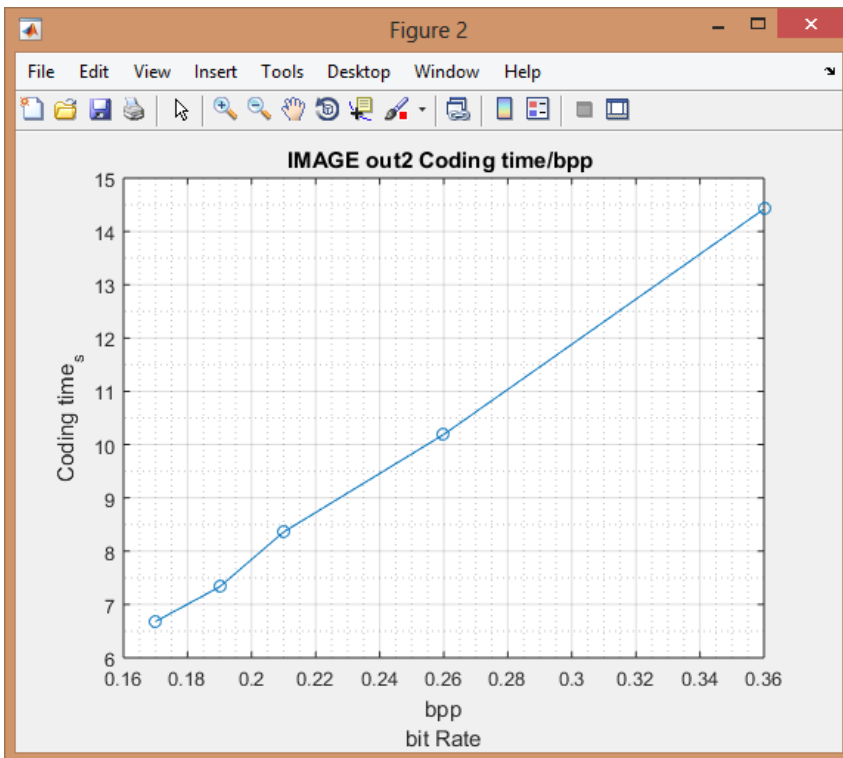 Figure 2
File Edit View Insert Tools Desktop Window Help
IMAGE out2 Coding time/bpp
15
14
13
12
11
10
9
8
7
6
Coding time s
0.16 0.18 0.2 0.22 0.24 0.26 0.28 0.3 0.32 0.34 0.36
bpp
bit Rate